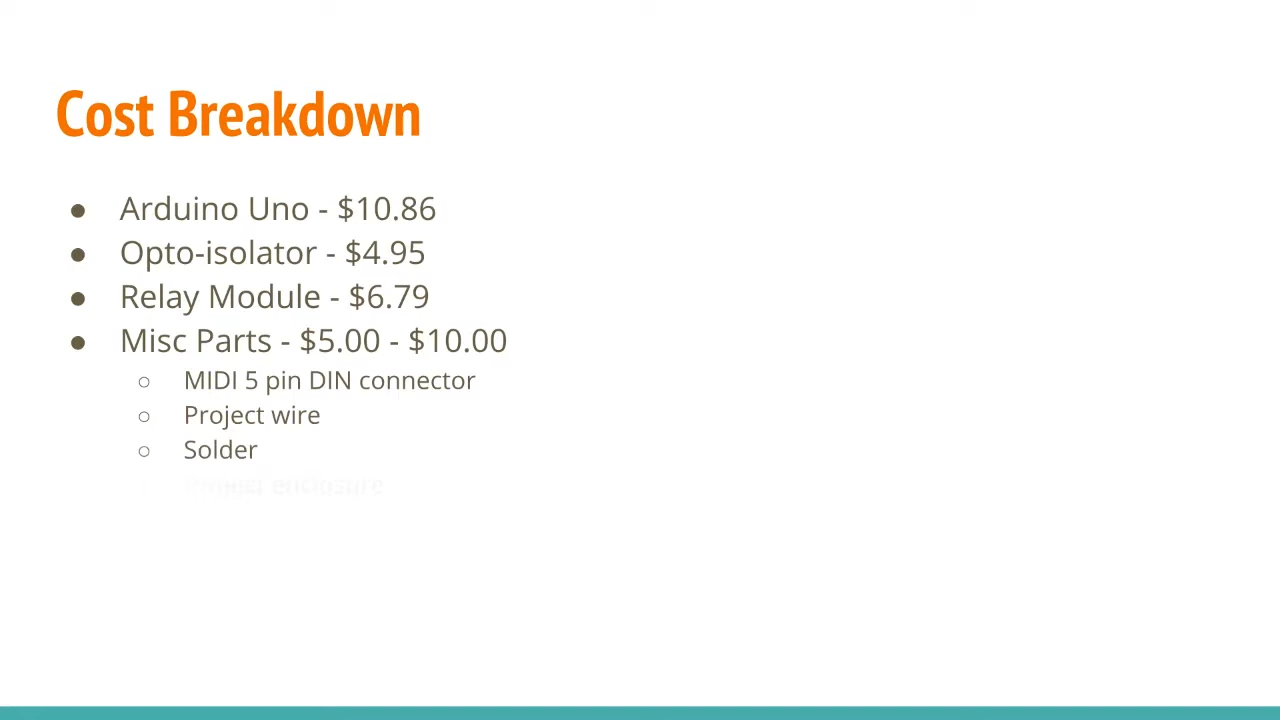 Cost Breakdown
● Arduino Uno - $10.86
● Opto-isolator - $4.95
● Relay Module - $6.79
● Misc Parts - $5.00 - $10.00
○ MIDI 5 pin DIN connector
○ Project wire
○ Solder
enclosure